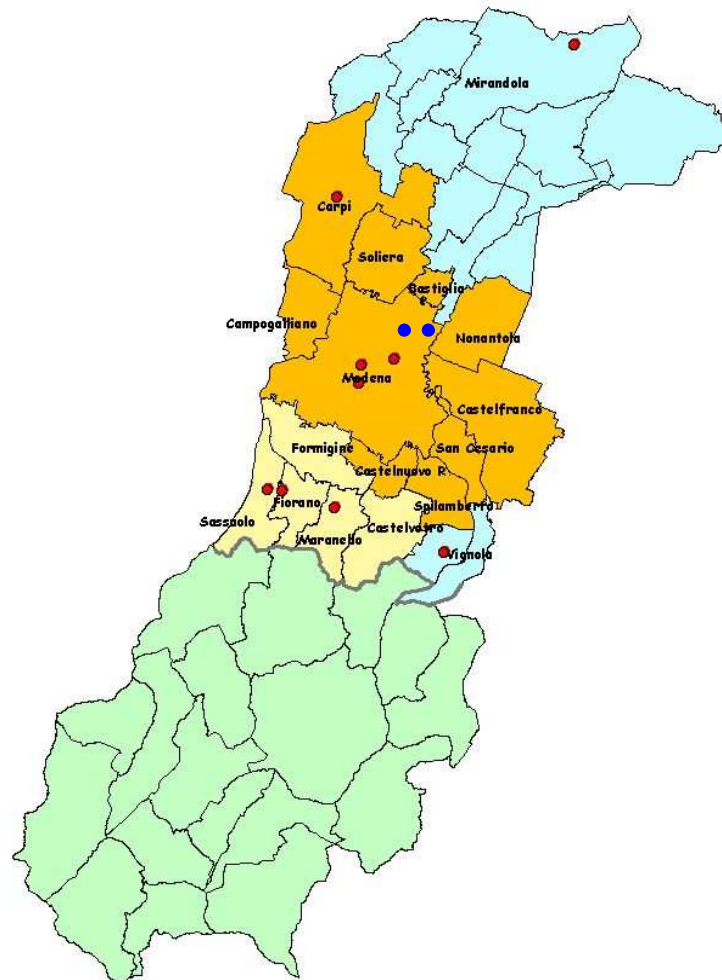 Mirandola
Carpi
Soliera
Bastiglia
Campogalliano
Nonantola
Modena
Castelfranco
Formigine
San Cesario
Castelnuovo R.
Fiorano
Spilamberto
Sassuolo
Castelvetro
Maranello
Vignola